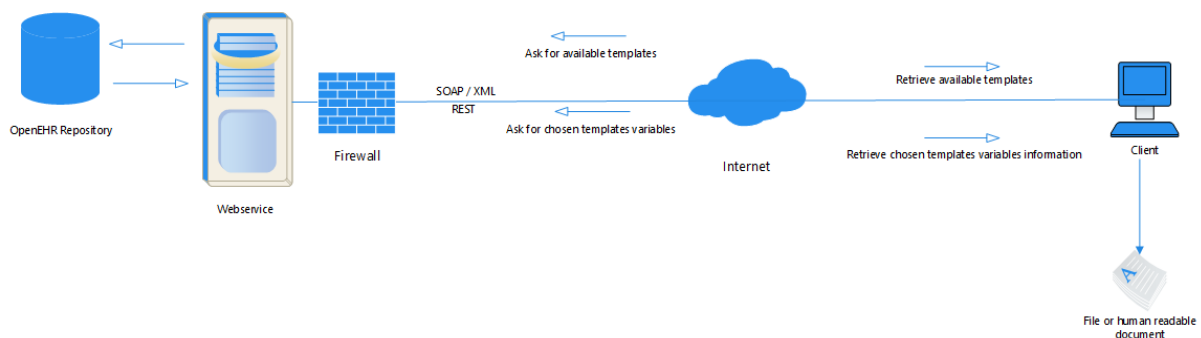 Ask for available templates
Retrieve available templates
SOAP / XML
REST
Ask for chosen templates variables
OpenEHR Repository
Firewall
Internet
Retrieve chosen templates variables information
Client
Webservice
A
File or human readable
document